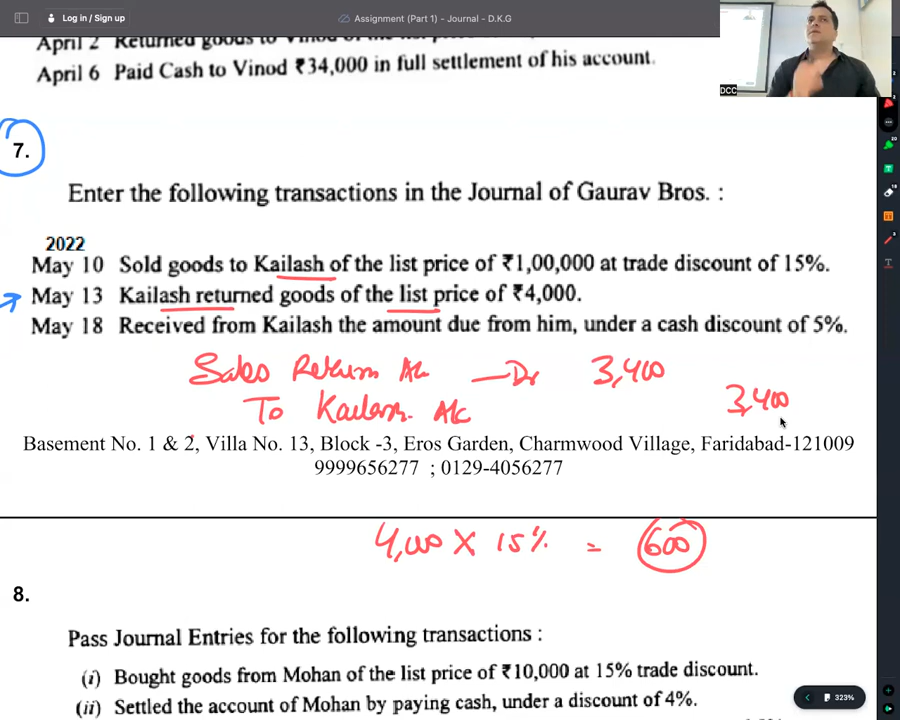 Log in / Sign up
Assignment (Part 1) - Journal - D.K.G
April 2 Returned goods to Vinod of the list
April 6 Paid Cash to Vinod ₹34,000 in full settlement of his account.
DCC
7.
Enter the following transactions in the Journal of Gaurav Bros. :
2022
May 10 Sold goods to Kailash of the list price of ₹1,00,000 at trade discount of 15%.
May 13 Kailash returned goods of the list price of ₹4,000.
May 18 Received from Kailash the amount due from him, under a cash discount of 5%.
Sales Return A/c — Dr 3,400
To Kailash A/c 3,400
Basement No. 1 & 2, Villa No. 13, Block -3, Eros Garden, Charmwood Village, Faridabad-121009
9999656277 ; 0129-4056277
4,000 X 15% = 600
8.
Pass Journal Entries for the following transactions :
(i) Bought goods from Mohan of the list price of ₹10,000 at 15% trade discount.
(ii) Settled the account of Mohan by paying cash, under a discount of 4%.
323%